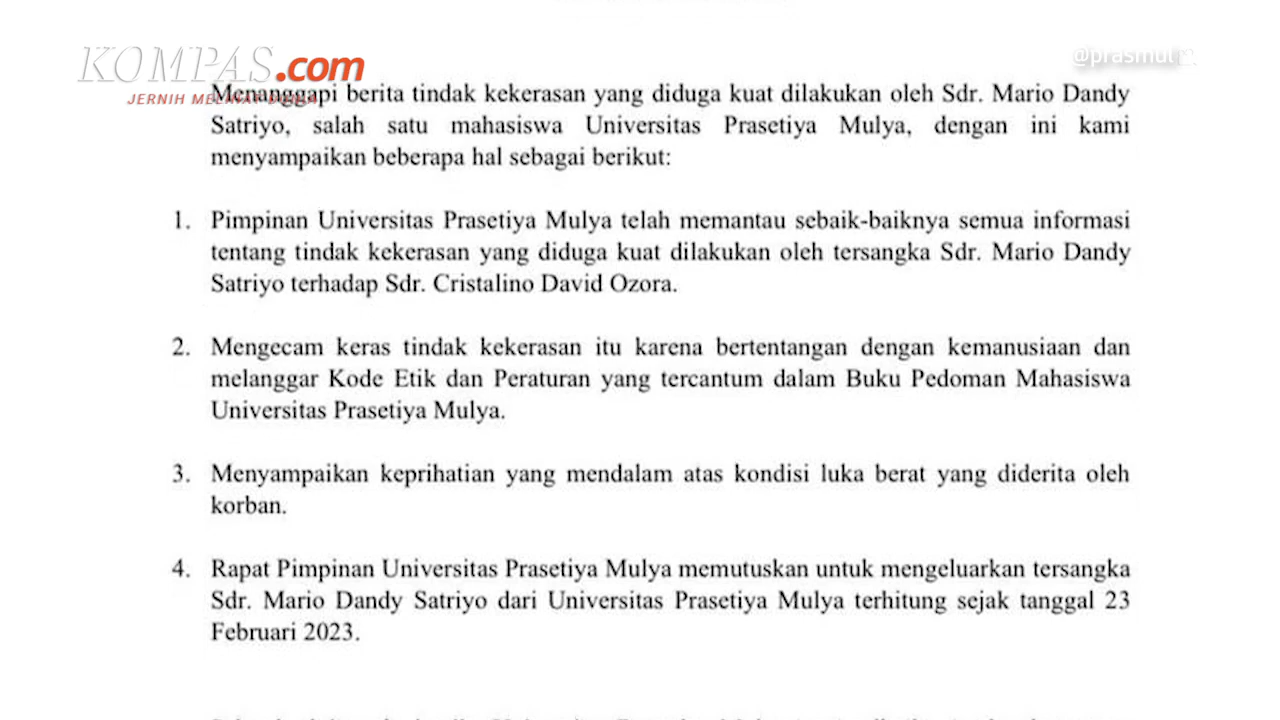 KOMPAS.com
JERNIH MELIHAT DUNIA
@prasmul
Menanggapi berita tindak kekerasan yang diduga kuat dilakukan oleh Sdr. Mario Dandy
Satriyo, salah satu mahasiswa Universitas Prasetiya Mulya, dengan ini kami
menyampaikan beberapa hal sebagai berikut:
1. Pimpinan Universitas Prasetiya Mulya telah memantau sebaik-baiknya semua informasi
tentang tindak kekerasan yang diduga kuat dilakukan oleh tersangka Sdr. Mario Dandy
Satriyo terhadap Sdr. Cristalino David Ozora.
2. Mengecam keras tindak kekerasan itu karena bertentangan dengan kemanusiaan dan
melanggar Kode Etik dan Peraturan yang tercantum dalam Buku Pedoman Mahasiswa
Universitas Prasetiya Mulya.
3. Menyampaikan keprihatian yang mendalam atas kondisi luka berat yang diderita oleh
korban.
4. Rapat Pimpinan Universitas Prasetiya Mulya memutuskan untuk mengeluarkan tersangka
Sdr. Mario Dandy Satriyo dari Universitas Prasetiya Mulya terhitung sejak tanggal 23
Februari 2023.